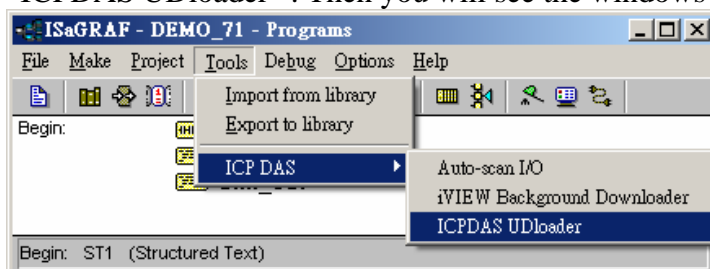 ICPDAS UDloader". Then you will see the windows
ISaGRAF - DEMO_71 - Programs
File Make Project Tools Debug Options Help
Import from library
Export to library
ICP DAS
Auto-scan I/O
iVIEW Background Downloader
ICPDAS UDloader
Begin:
Begin: ST1 (Structured Text)